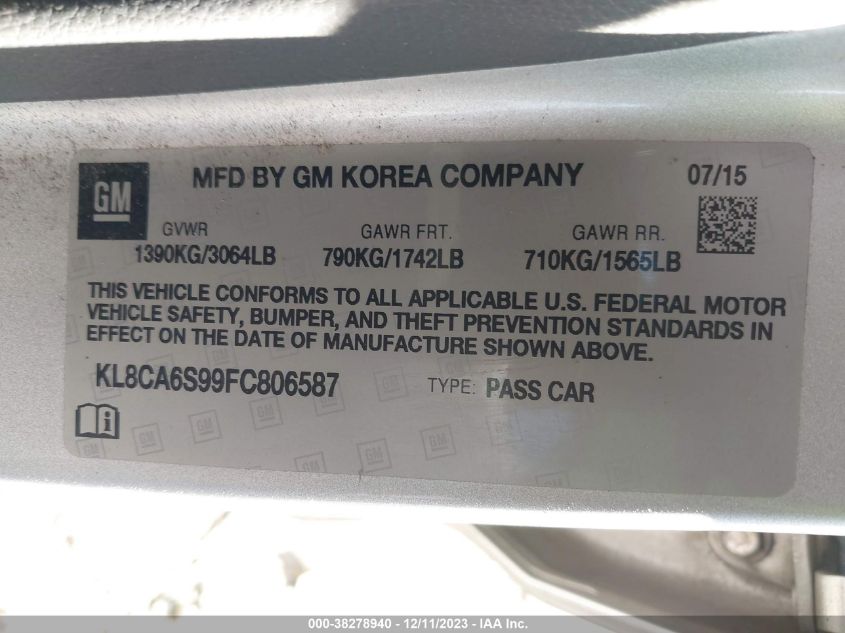 GM
MFD BY GM KOREA COMPANY 07/15
GVWR GAWR FRT. GAWR RR.
1390KG/3064LB 790KG/1742LB 710KG/1565LB
THIS VEHICLE CONFORMS TO ALL APPLICABLE U.S. FEDERAL MOTOR
VEHICLE SAFETY, BUMPER, AND THEFT PREVENTION STANDARDS IN
EFFECT ON THE DATE OF MANUFACTURE SHOWN ABOVE.
KL8CA6S99FC806587 TYPE: PASS CAR
000-38278940 - 12/11/2023 - IAA Inc.